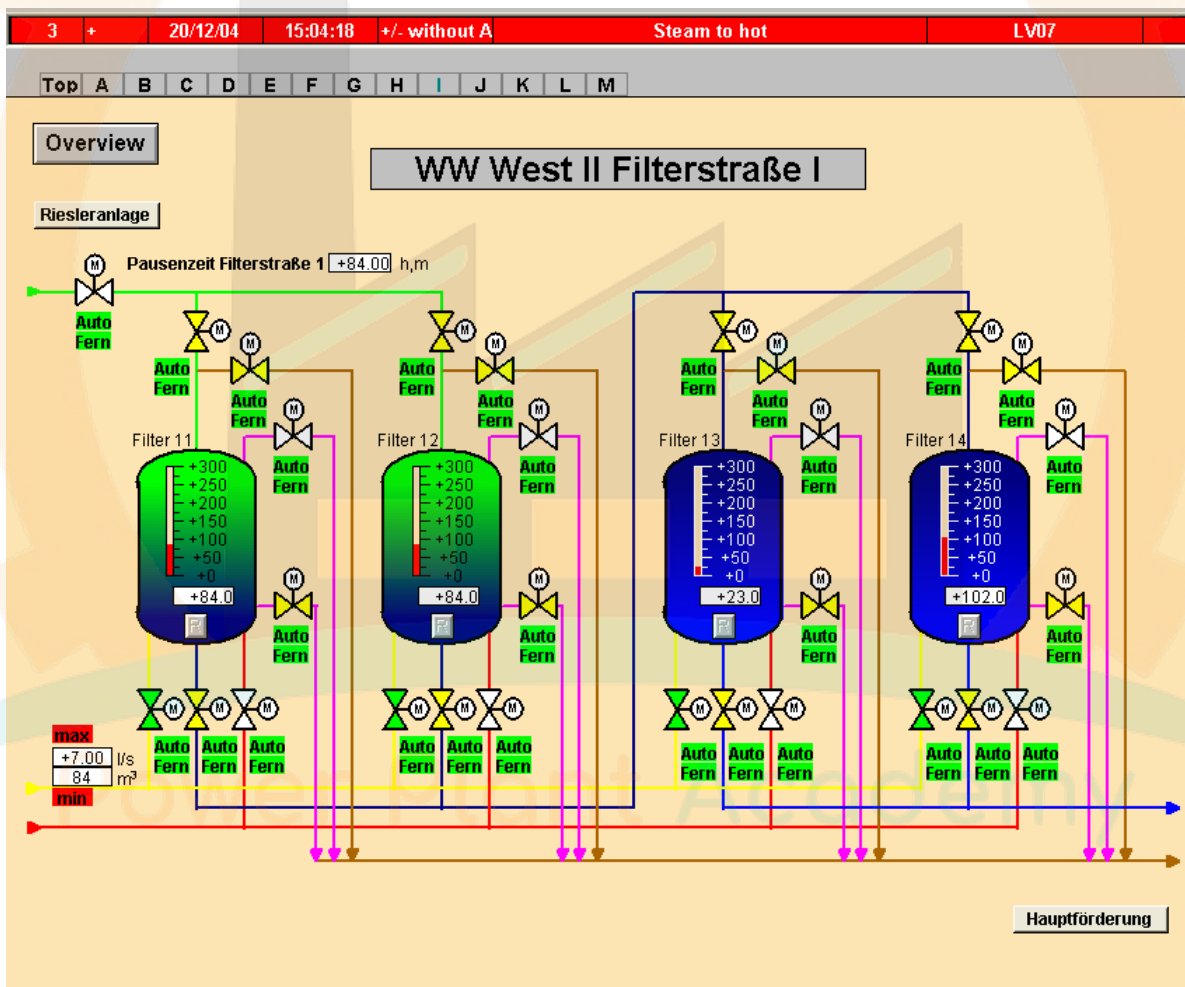 3 + 20/12/04 15:04:18 +/- without A Steam to hot LV07
Top A B C D E F G H I J K L M
Overview
WW West II Filterstraße I
Riesleranlage
M Pausenzeit Filterstraße 1 +84.00 h,m
Auto Fern
M M M M
M M M M
Auto Fern Auto Fern Auto Fern Auto Fern
Auto Fern Auto Fern Auto Fern Auto Fern
M M M M
Filter 11 Filter 12 Filter 13 Filter 14
Auto Fern Auto Fern Auto Fern Auto Fern
+300 +300 +300 +300
+250 +250 +250 +250
+200 +200 +200 +200
+150 +150 +150 +150
+100 +100 +100 +100
+50 +50 +50 +50
+0 +0 +0 +0
M M M M
+84.0 +84.0 +23.0 +102.0
R R R R
Auto Fern Auto Fern Auto Fern Auto Fern
M M M M M M M M M M M M
max
Auto Auto Auto Auto Auto Auto Auto Auto Auto Auto Auto Auto
Fern Fern Fern Fern Fern Fern Fern Fern Fern Fern Fern Fern
+7.00 l/s
84 m³
min
Power Plant Academy
Hauptförderung